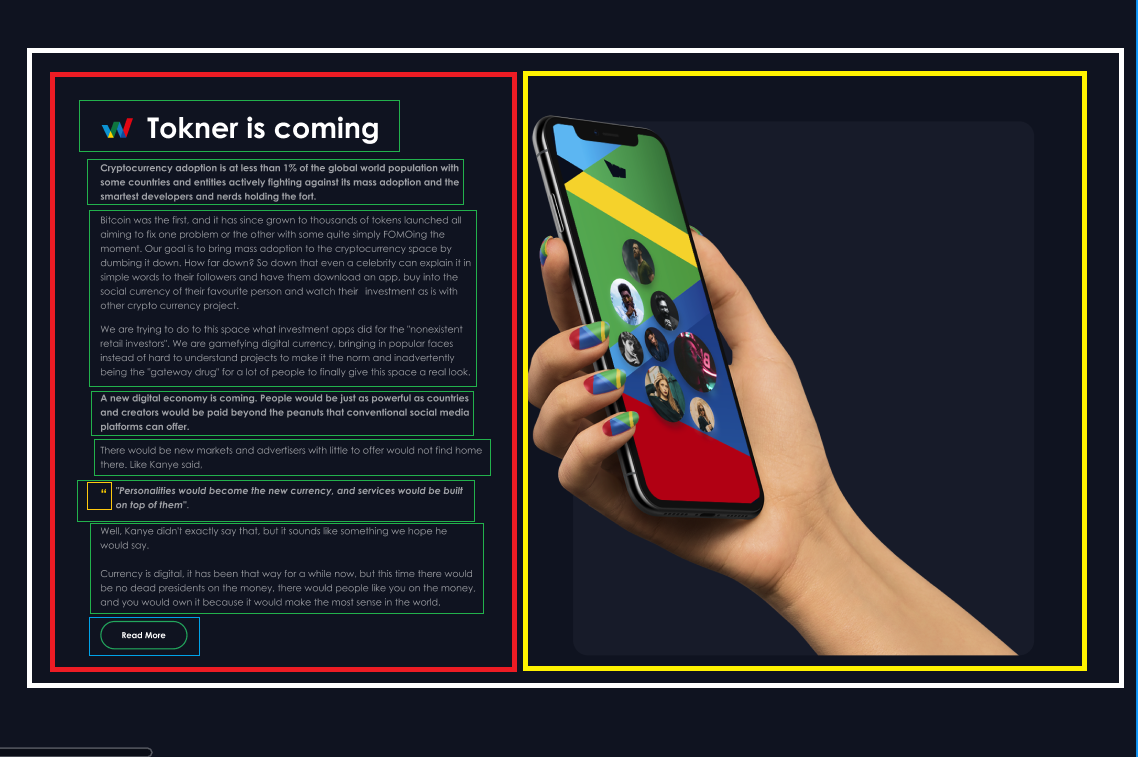 Tokner is coming
Cryptocurrency adoption is at less than 1% of the global world population with
some countries and entities actively fighting against its mass adoption and the
smartest developers and nerds holding the fort.
Bitcoin was the first, and it has since grown to thousands of tokens launched all
aiming to fix one problem or the other with some quite simply FOMOing the
moment. Our goal is to bring mass adoption to the cryptocurrency space by
dumbing it down. How far down? So down that even a celebrity can explain it in
simple words to their followers and have them download an app, buy into the
social currency of their favourite person and watch their  investment as is with
other crypto currency project.
We are trying to do to this space what investment apps did for the "nonexistent
retail investors". We are gamefying digital currency, bringing in popular faces
instead of hard to understand projects to make it the norm and inadvertently
being the "gateway drug" for a lot of people to finally give this space a real look.
A new digital economy is coming. People would be just as powerful as countries
and creators would be paid beyond the peanuts that conventional social media
platforms can offer.
There would be new markets and advertisers with little to offer would not find home
there. Like Kanye said,
“ "Personalities would become the new currency, and services would be built
on top of them".
Well, Kanye didn't exactly say that, but it sounds like something we hope he
would say.
Currency is digital, it has been that way for a while now, but this time there would
be no dead presidents on the money, there would people like you on the money,
and you would own it because it would make the most sense in the world.
Read More